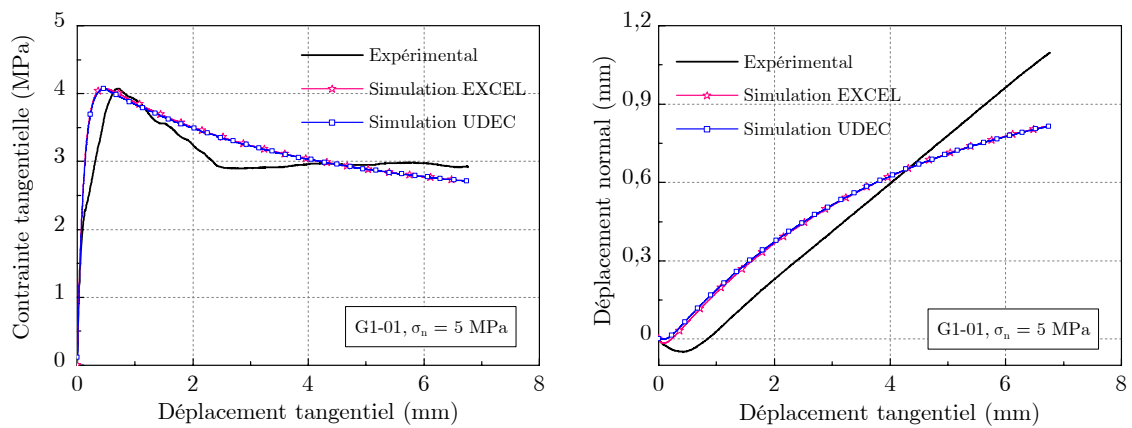 5
4
3
2
1
0
Contrainte tangentielle (MPa)
Expérimental
Simulation EXCEL
Simulation UDEC
G1-01, σn = 5 MPa
0 2 4 6 8
Déplacement tangentiel (mm)
1,2
0,9
0,6
0,3
0
Déplacement normal (mm)
Expérimental
Simulation EXCEL
Simulation UDEC
G1-01, σn = 5 MPa
0 2 4 6 8
Déplacement tangentiel (mm)